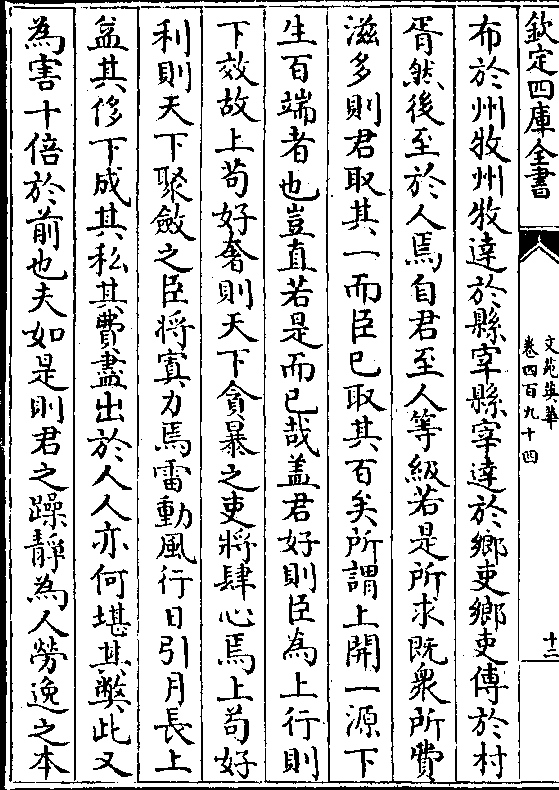 欽定四庫全書
文苑英華
卷四百九十四
十二
布於州牧州牧達於縣宰縣宰達於鄉吏鄉吏傳於村
胥然後至於人焉自君至人等級若是所求既衆所費
滋多則君取其一而臣已取其百矣所謂上開一源下
生百端者也豈直若是而已哉盖君好則臣為上行則
下效故上苟好奢則天下貪暴之吏將肆心焉上苟好
利則天下聚斂之臣將寘力焉雷動風行日引月長上
益其侈下成其私其費盡出於人人亦何堪其弊此又
為害十倍於前也夫如是則君之躁靜為人勞逸之本